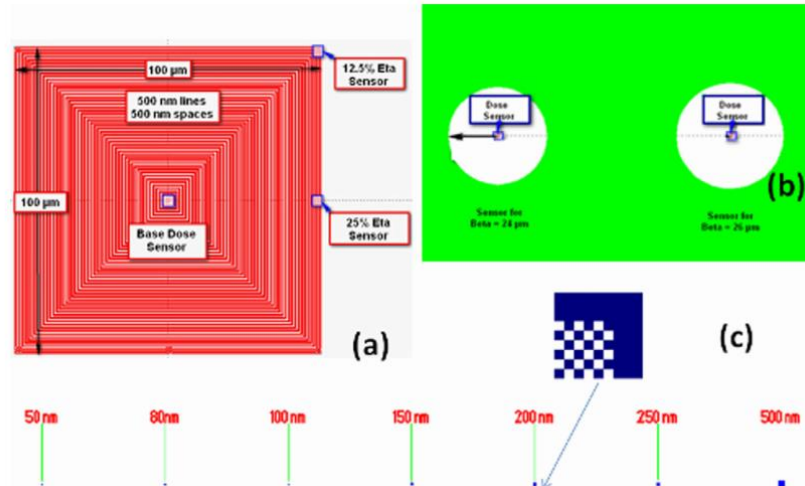 100 µm
12.5% Eta
Sensor
500 nm lines
500 nm spaces
100 µm
25% Eta
Sensor
Base Dose
Sensor
(a)
Dose
Sensor
Dose
Sensor
(b)
Sensor for
Beta = 24 µm
Sensor for
Beta = 26 µm
(c)
50 nm
80nm
100 nm
150 nm
200 nm
250 nm
500 nm